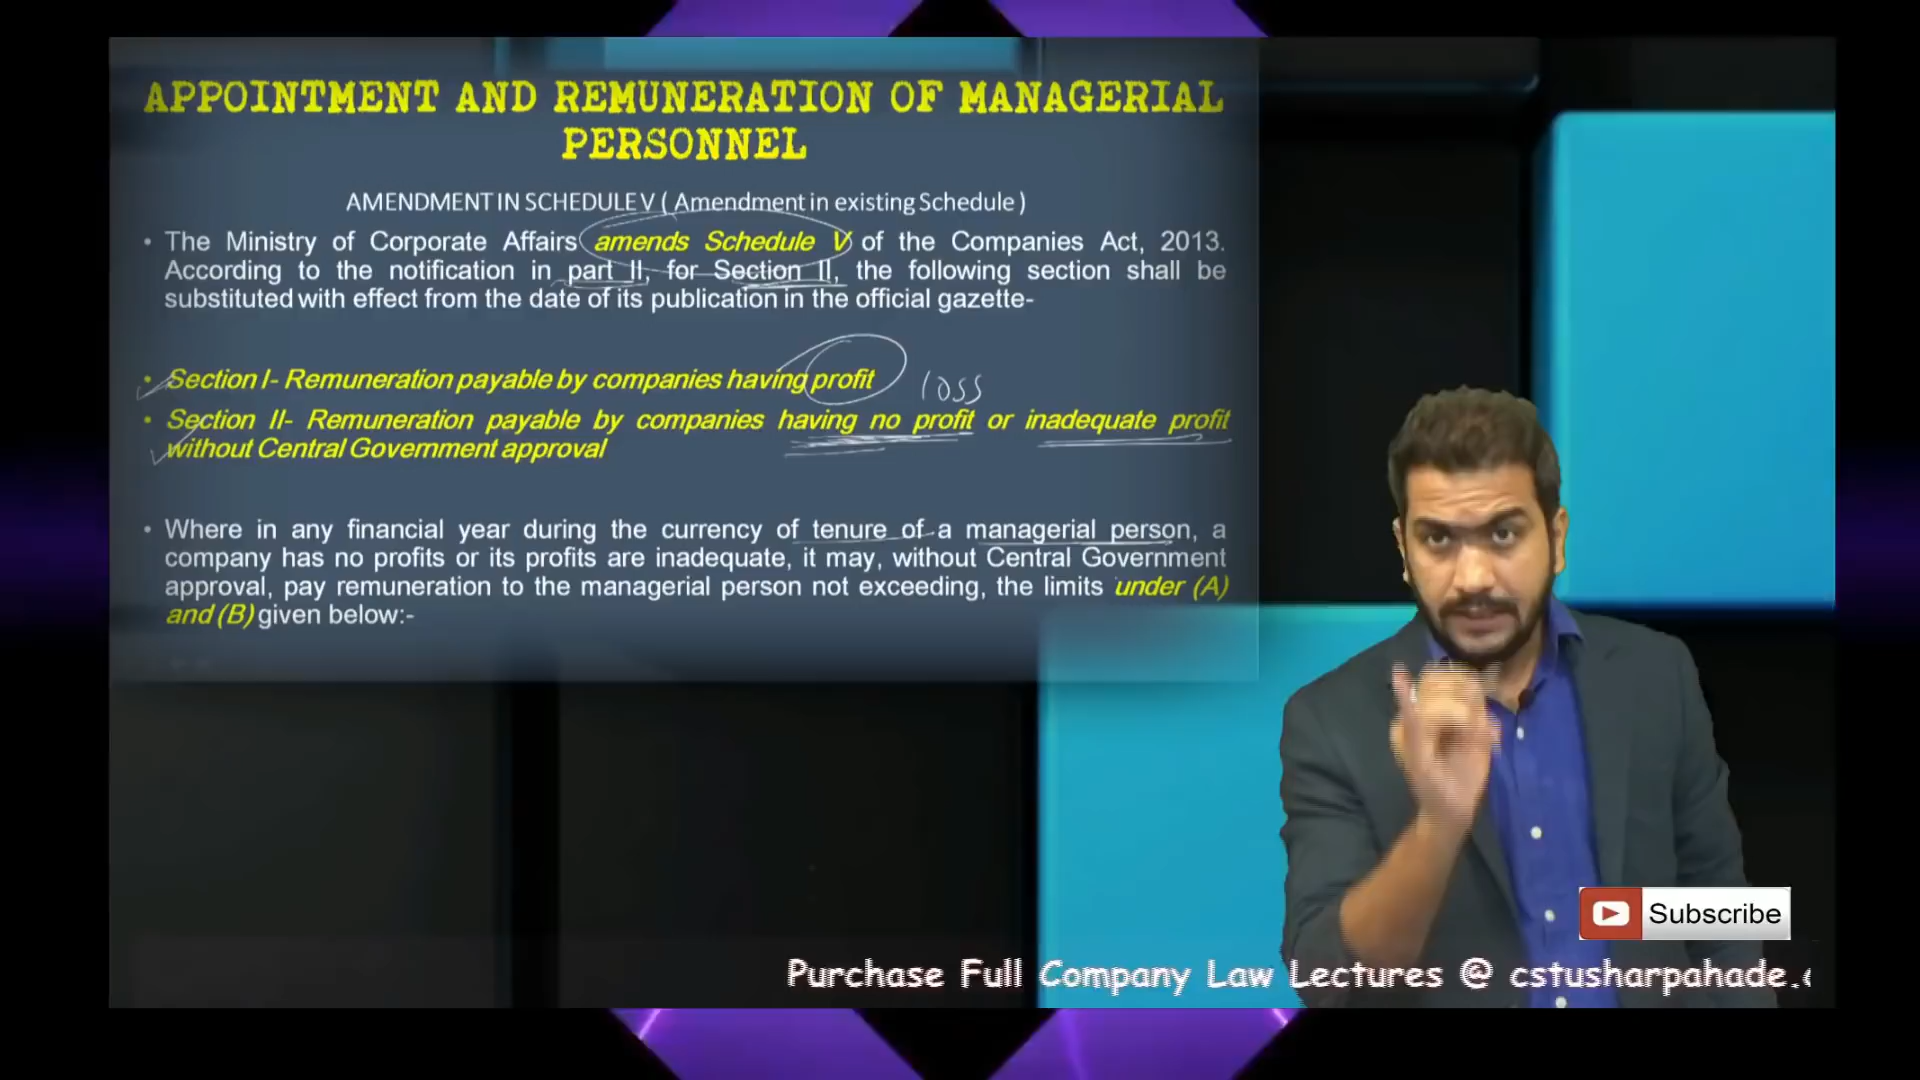 APPOINTMENT AND REMUNERATION OF MANAGERIAL
PERSONNEL
AMENDMENT IN SCHEDULE V ( Amendment in existing Schedule )
• The Ministry of Corporate Affairs amends Schedule V of the Companies Act, 2013.
According to the notification in part II, for Section II, the following section shall be
substituted with effect from the date of its publication in the official gazette-
• Section I- Remuneration payable by companies having profit loss
• Section II- Remuneration payable by companies having no profit or inadequate profit
without Central Government approval
• Where in any financial year during the currency of tenure of a managerial person, a
company has no profits or its profits are inadequate, it may, without Central Government
approval, pay remuneration to the managerial person not exceeding, the limits under (A)
and (B) given below:-
Subscribe
Purchase Full Company Law Lectures @ cstusharpahade.